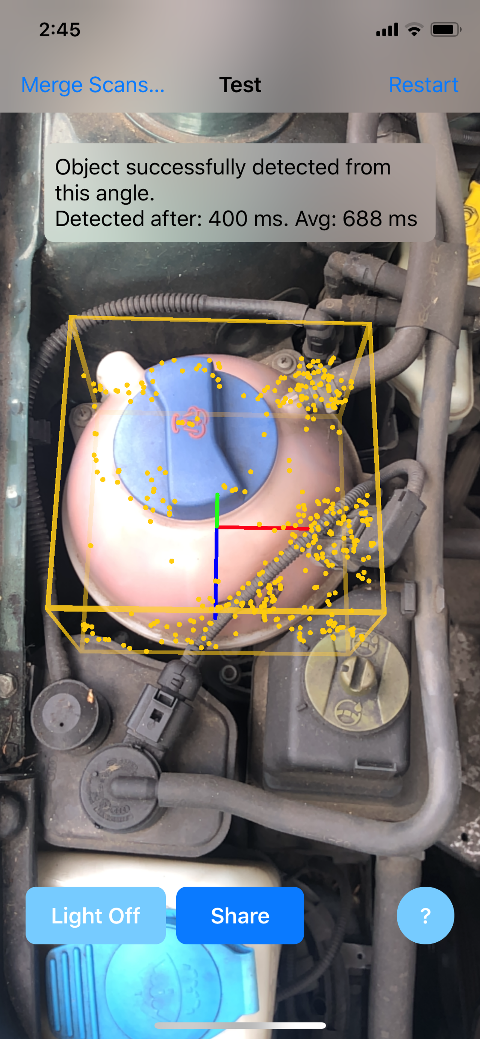 2:45
Merge Scans...
Test
Restart
Object successfully detected from
this angle.
Detected after: 400 ms. Avg: 688 ms
Light Off
Share
?